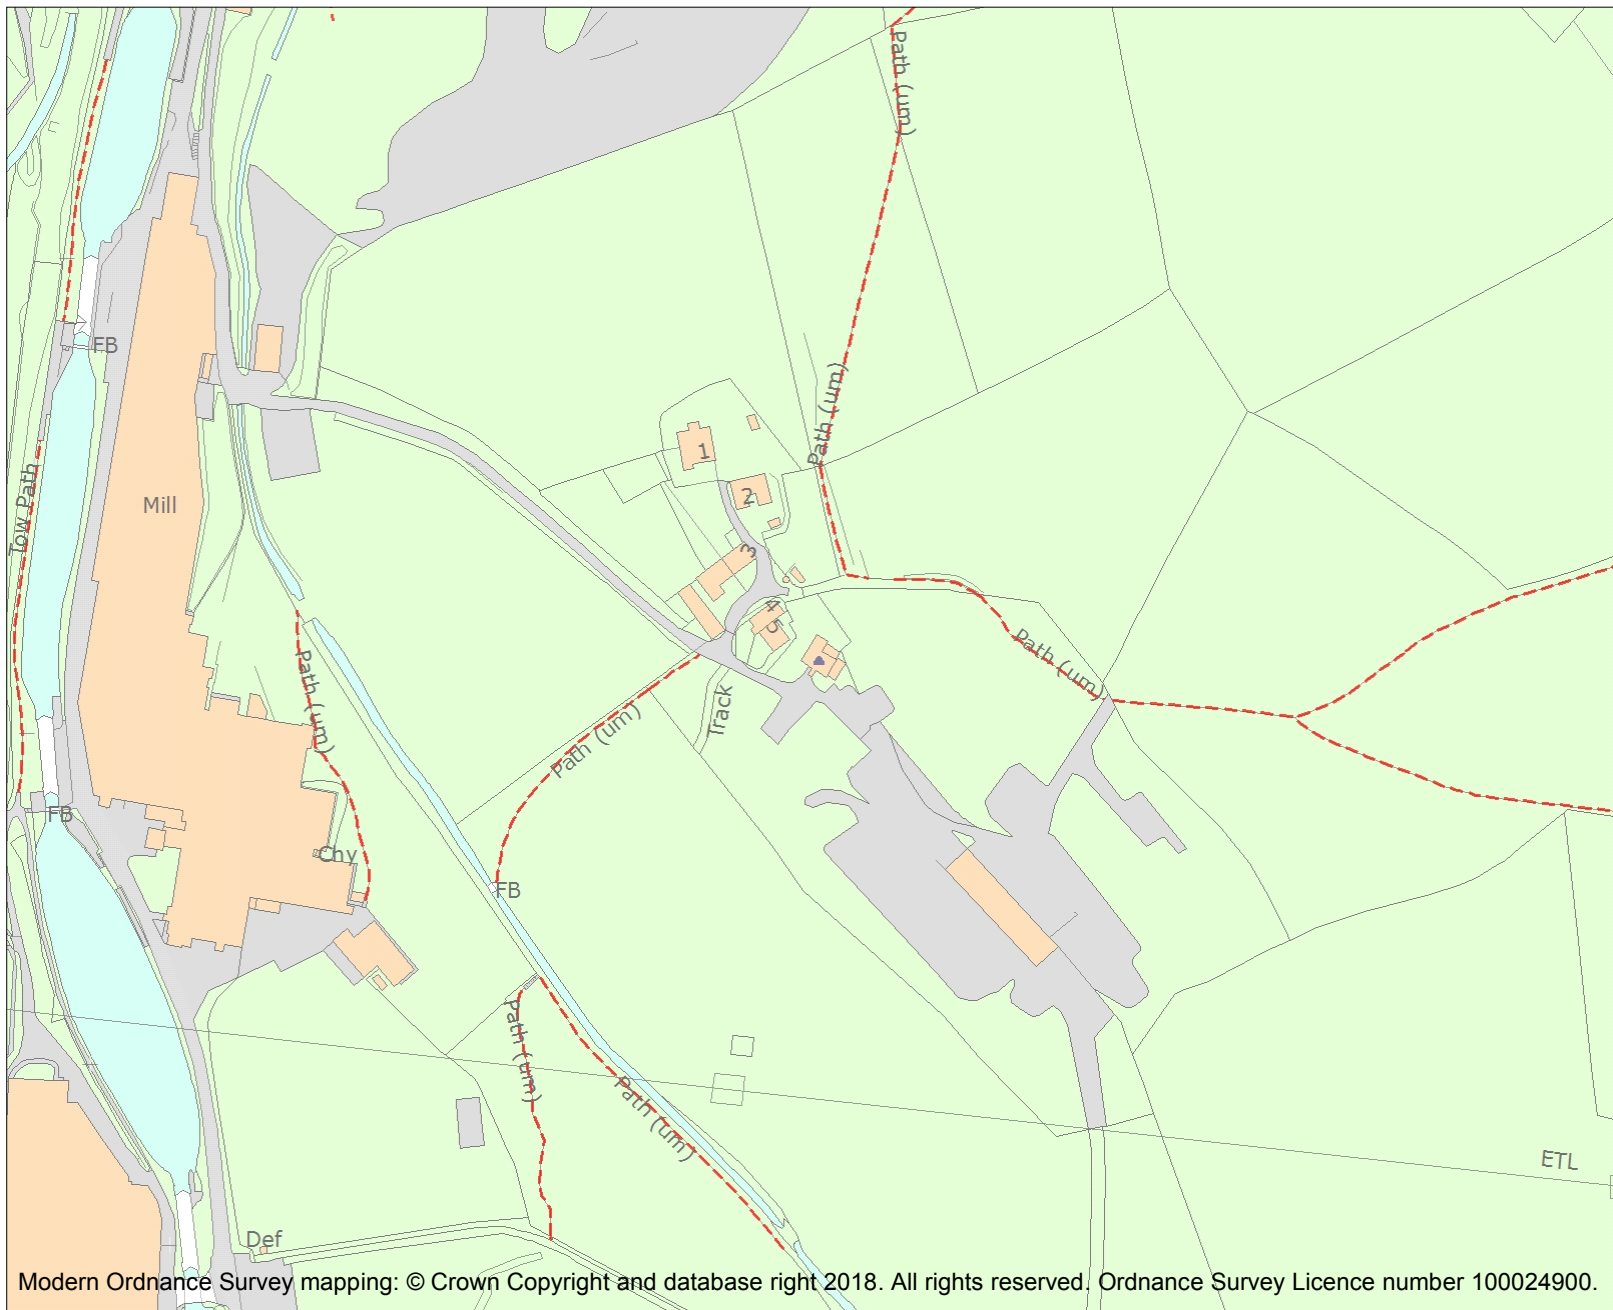 Path (um)
FB
Path (um)
1
Tow Path
2
Mill
3
4
5
Path (um)
Path (um)
Track
Path (um)
FB
Chy
FB
Path (um)
Path (um)
ETL
Def
Modern Ordnance Survey mapping: © Crown Copyright and database right 2018. All rights reserved. Ordnance Survey Licence number 100024900.